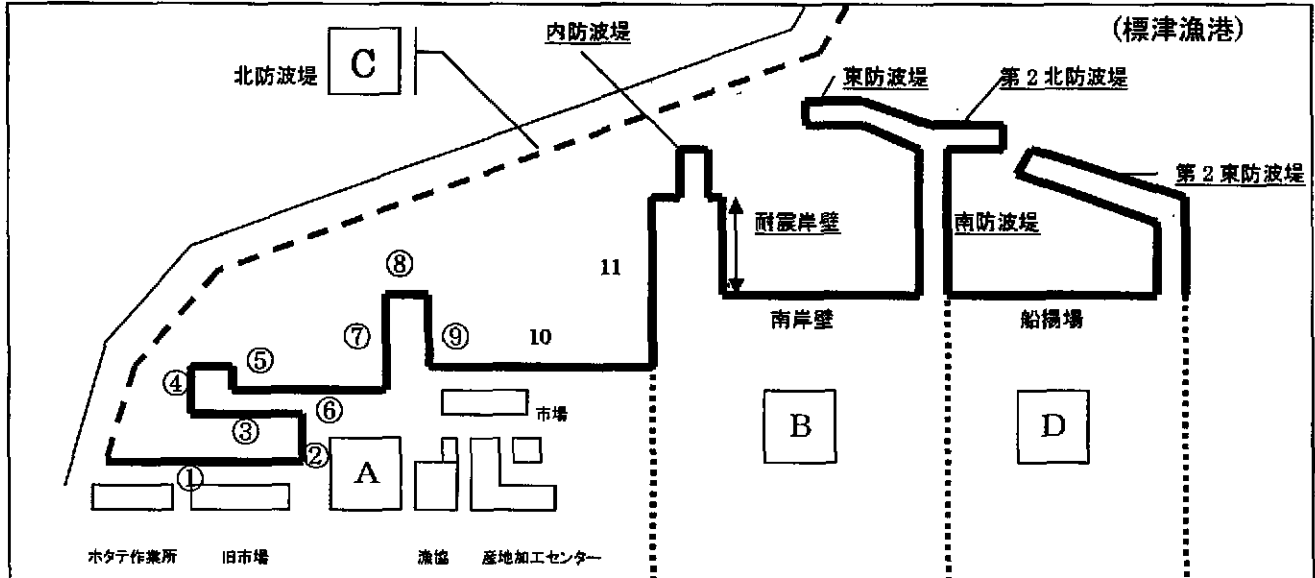 (標津漁港)
内防波堤
北防波堤
C
東防波堤
第2北防波堤
第2東防波堤
耐震岸壁
南防波堤
11
⑧
南岸壁
船揚場
⑦
⑨
10
⑤
④
⑥
市場
③
B
D
②
A
①
ホタテ作業所
旧市場
漁協
産地加工センター